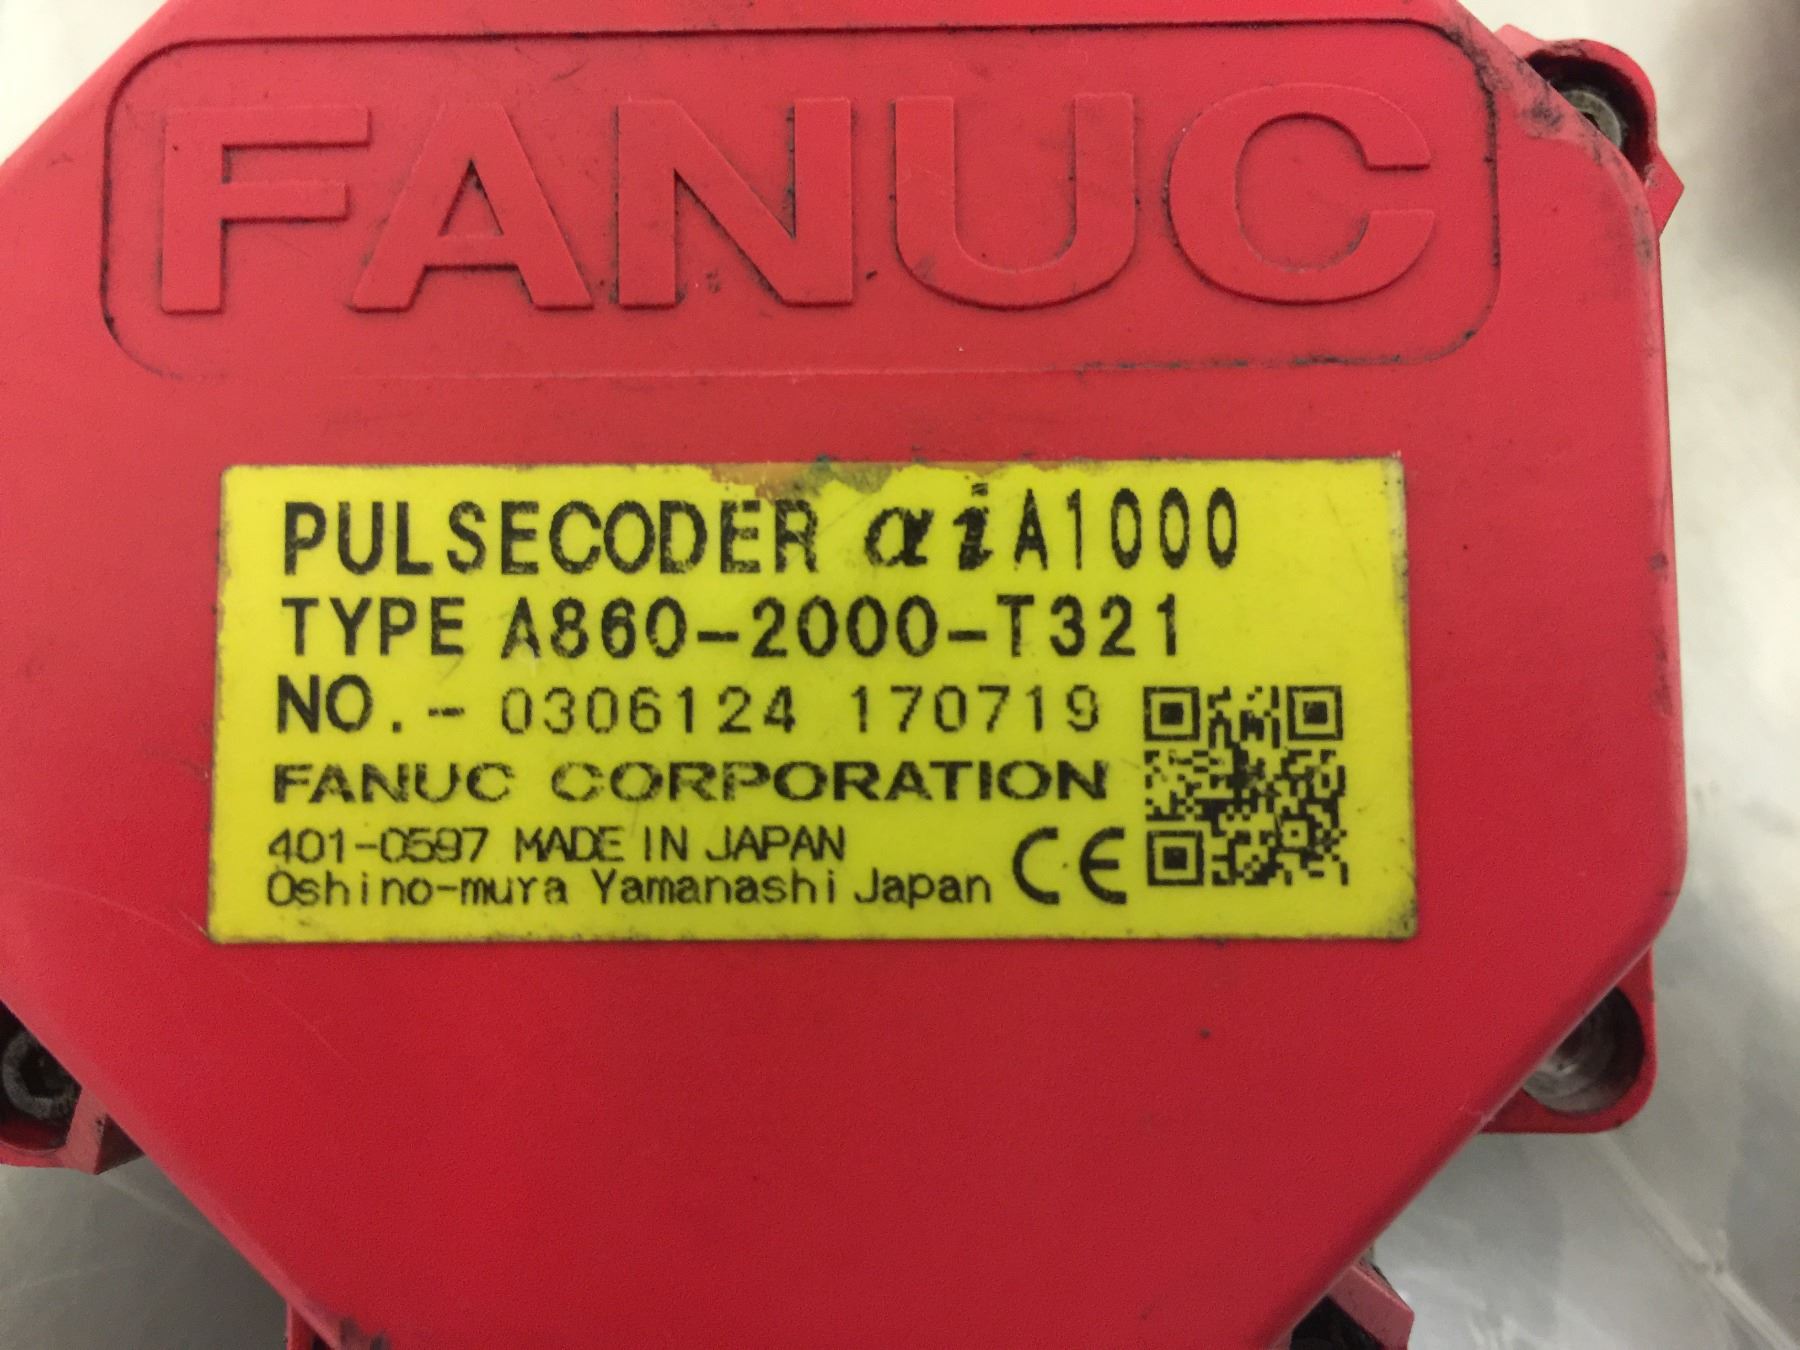 FANUC
PULSECODER αiA1000
TYPE A860-2000-T321
NO.- 0306124 170719
FANUC CORPORATION
401-0597 MADE IN JAPAN
Oshino-mura Yamanashi Japan CE